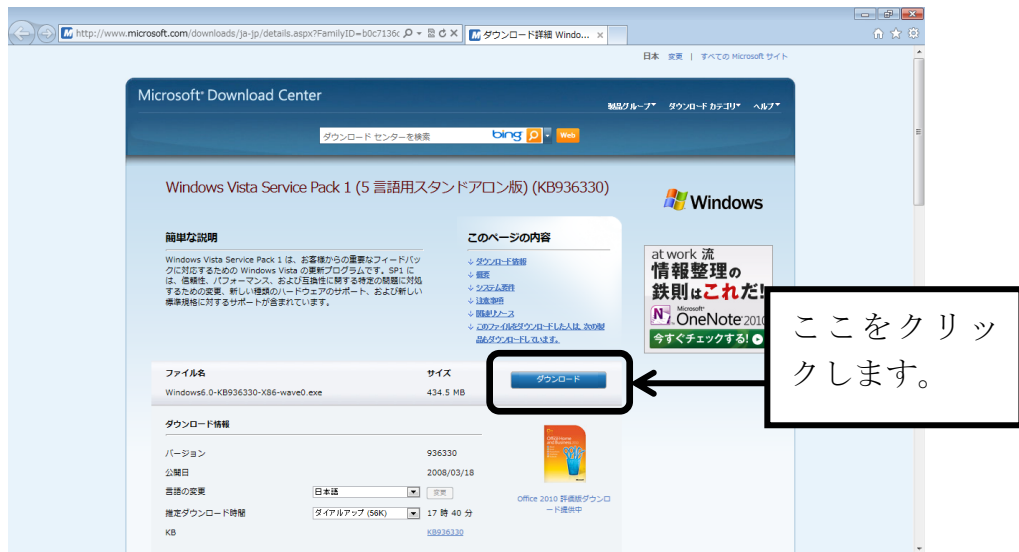 http://www.microsoft.com/downloads/ja-jp/details.aspx?FamilyID=b0c7136c
ダウンロード詳細 Windo...
日本 変更 | すべての Microsoft サイト
Microsoft Download Center
製品グループ ダウンロード カテゴリ ヘルプ
ダウンロード センターを検索 bing Web
Windows Vista Service Pack 1 (5 言語用スタンドアロン版) (KB936330)
Windows
簡単な説明
Windows Vista Service Pack 1 は、お客様からの重要なフィードバッ
クに対応するための Windows Vista の更新プログラムです。SP1 に
は、信頼性、パフォーマンス、および互換性に関する特定の問題に対処
するための変更、新しい種類のハードウェアのサポート、および新しい
標準規格に対するサポートが含まれています。
このページの内容
ダウンロード情報
概要
システム要件
注意事項
関連リソース
このファイルをダウンロードした人は、次の製
品もダウンロードしています。
at work 流
情報整理の
鉄則はこれだ!
Microsoft
OneNote 2010
今すぐチェックする!
ここをクリッ
クします。
ファイル名 サイズ
ダウンロード
Windows6.0-KB936330-X86-wave0.exe 434.5 MB
ダウンロード情報
バージョン 936330
公開日 2008/03/18
言語の変更 日本語 変更
推定ダウンロード時間 ダイアルアップ (56K) 17 時 40 分
KB KB936330
Office 2010 評価版ダウンロ
ード提供中